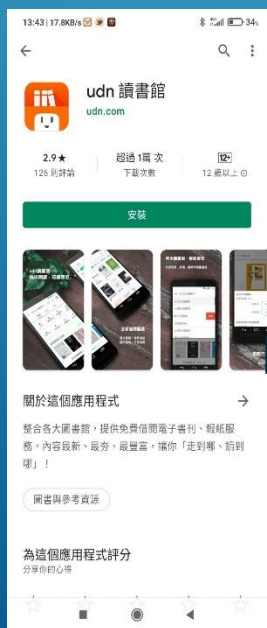 13:43 | 17.8KB/s
34%
udn 讀書館
udn.com
2.9★
126 則評論
超過 1萬 次
下載次數
12+
12 歲以上
安裝
關於這個應用程式
整合各大圖書館，提供免費借閱電子書刊、報紙服
務，內容最新、最夯、最豐富，讓你「走到哪、
哪」！
圖書與參考資源
為這個應用程式評分
分享你的心得